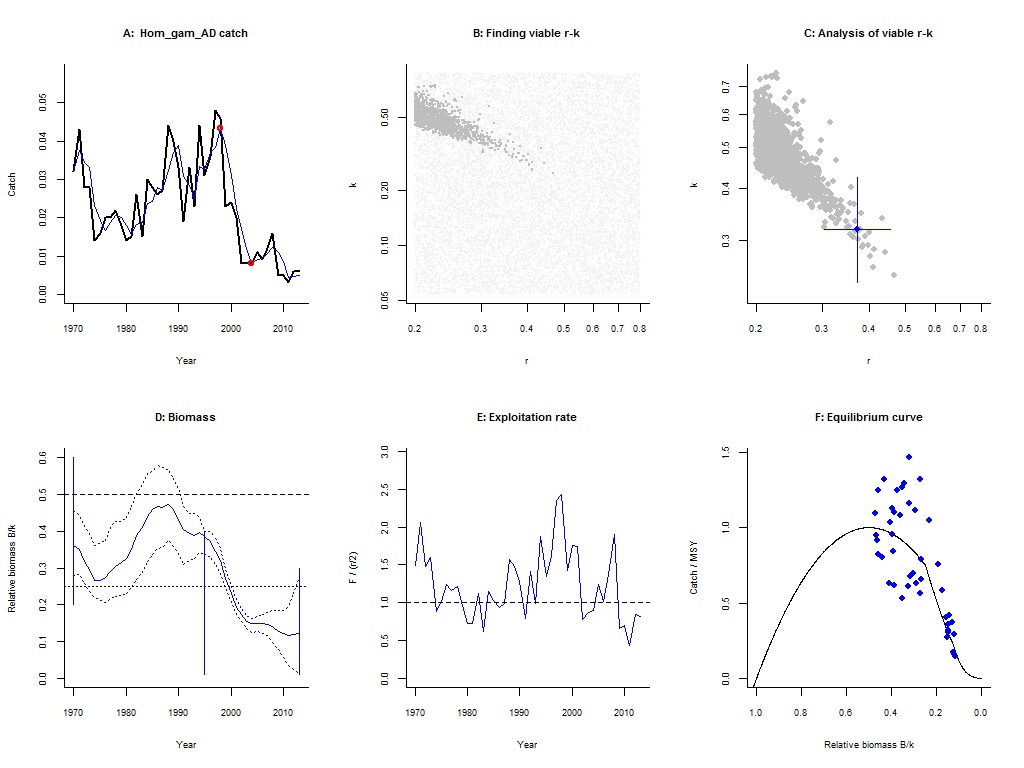 A: Hom_gam_AD catch
B: Finding viable r-k
C: Analysis of viable r-k
Catch
0.00 0.01 0.02 0.03 0.04 0.05
1970 1980 1990 2000 2010
Year
k
0.05 0.10 0.20 0.50
0.2 0.3 0.4 0.5 0.6 0.7 0.8
r
k
0.3 0.4 0.5 0.6 0.7
0.2 0.3 0.4 0.5 0.6 0.7 0.8
r
D: Biomass
E: Exploitation rate
F: Equilibrium curve
Relative biomass B/k
0.0 0.1 0.2 0.3 0.4 0.5 0.6
1970 1980 1990 2000 2010
Year
F / (r/2)
0.0 0.5 1.0 1.5 2.0 2.5 3.0
1970 1980 1990 2000 2010
Year
Catch / MSY
0.0 0.5 1.0 1.5
1.0 0.8 0.6 0.4 0.2 0.0
Relative biomass B/k